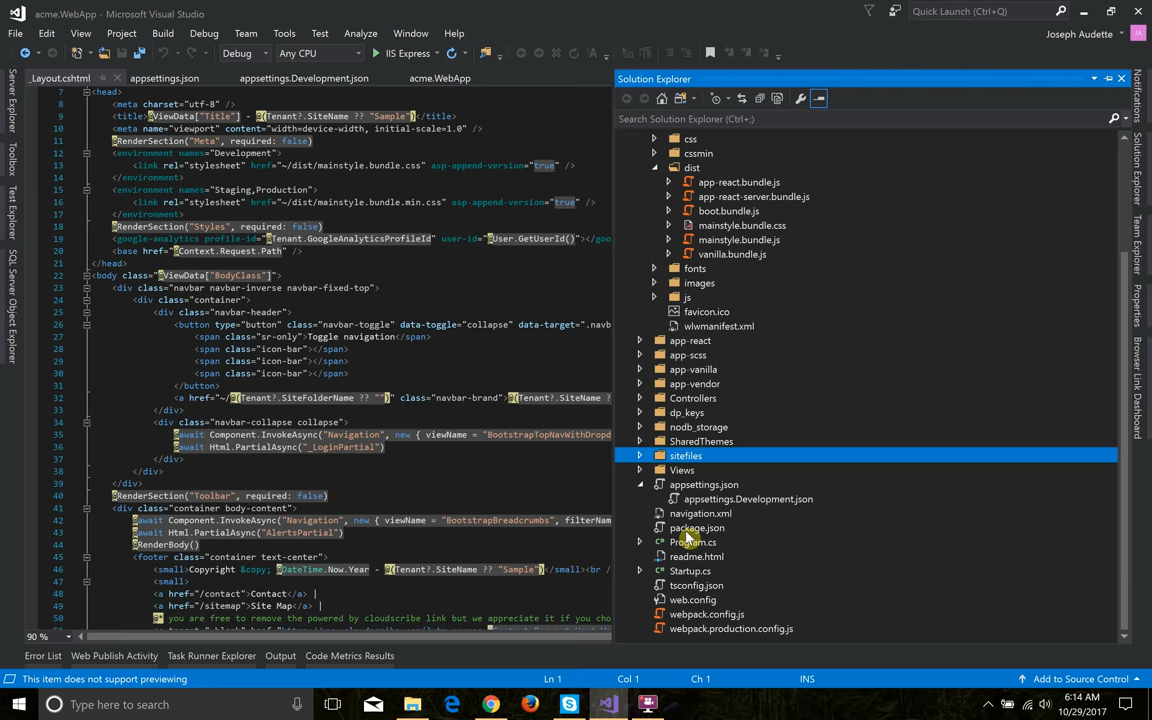 acme.WebApp - Microsoft Visual Studio
Quick Launch (Ctrl+Q)
File Edit View Project Build Debug Team Tools Test Analyze Window Help
Joseph Audette
JA
Debug Any CPU IIS Express
_Layout.cshtml appsettings.json appsettings.Development.json acme.WebApp
Server Explorer
Toolbox
Test Explorer
SQL Server Object Explorer
7 <head>
8 <meta charset="utf-8" />
9 <title>@ViewData["Title"] - @(Tenant?.SiteName ?? "Sample")</title>
10 <meta name="viewport" content="width=device-width, initial-scale=1.0" />
11 @RenderSection("Meta", required: false)
12 <environment names="Development">
13 <link rel="stylesheet" href="~/dist/mainstyle.bundle.css" asp-append-version="true" />
14 </environment>
15 <environment names="Staging,Production">
16 <link rel="stylesheet" href="~/dist/mainstyle.bundle.min.css" asp-append-version="true" />
17 </environment>
18 @RenderSection("Styles", required: false)
19 <google-analytics profile-id="@Tenant.GoogleAnalyticsProfileId" user-id="@User.GetUserId()"></goo
20 <base href="@Context.Request.Path" />
21 </head>
22 <body class="@ViewData["BodyClass"]">
23 <div class="navbar navbar-inverse navbar-fixed-top">
24 <div class="container">
25 <div class="navbar-header">
26 <button type="button" class="navbar-toggle" data-toggle="collapse" data-target=".navb
27 <span class="sr-only">Toggle navigation</span>
28 <span class="icon-bar"></span>
29 <span class="icon-bar"></span>
30 <span class="icon-bar"></span>
31 </button>
32 <a href="~/@(Tenant?.SiteFolderName ?? "")" class="navbar-brand">@(Tenant?.SiteName ?
33 </div>
34 <div class="navbar-collapse collapse">
35 @await Component.InvokeAsync("Navigation", new { viewName = "BootstrapTopNavWithDropd
36 @await Html.PartialAsync("_LoginPartial")
37 </div>
38 </div>
39 </div>
40 @RenderSection("Toolbar", required: false)
41 <div class="container body-content">
42 @await Component.InvokeAsync("Navigation", new { viewName = "BootstrapBreadcrumbs", filterNam
43 @await Html.PartialAsync("AlertsPartial")
44 @RenderBody()
45 <footer class="container text-center">
46 <small>Copyright &copy; @DateTime.Now.Year - @(Tenant?.SiteName ?? "Sample")</small><br /
47 <small>
48 <a href="/contact">Contact</a> |
49 <a href="/sitemap">Site Map</a> |
50 @* you are free to remove the powered by cloudscribe link but we appreciate it if you cho
90 %
Solution Explorer
Search Solution Explorer (Ctrl+;)
css
cssmin
dist
app-react.bundle.js
app-react-server.bundle.js
boot.bundle.js
mainstyle.bundle.css
mainstyle.bundle.js
vanilla.bundle.js
fonts
images
js
favicon.ico
wlwmanifest.xml
app-react
app-scss
app-vanilla
app-vendor
Controllers
dp_keys
nodb_storage
SharedThemes
sitefiles
Views
appsettings.json
appsettings.Development.json
navigation.xml
package.json
Program.cs
readme.html
Startup.cs
tsconfig.json
web.config
webpack.config.js
webpack.production.config.js
Notifications
Solution Explorer
Team Explorer
Properties
Browser Link Dashboard
Error List Web Publish Activity Task Runner Explorer Output Code Metrics Results
This item does not support previewing Ln 1 Col 1 Ch 1 INS Add to Source Control
Type here to search
6:14 AM
10/29/2017